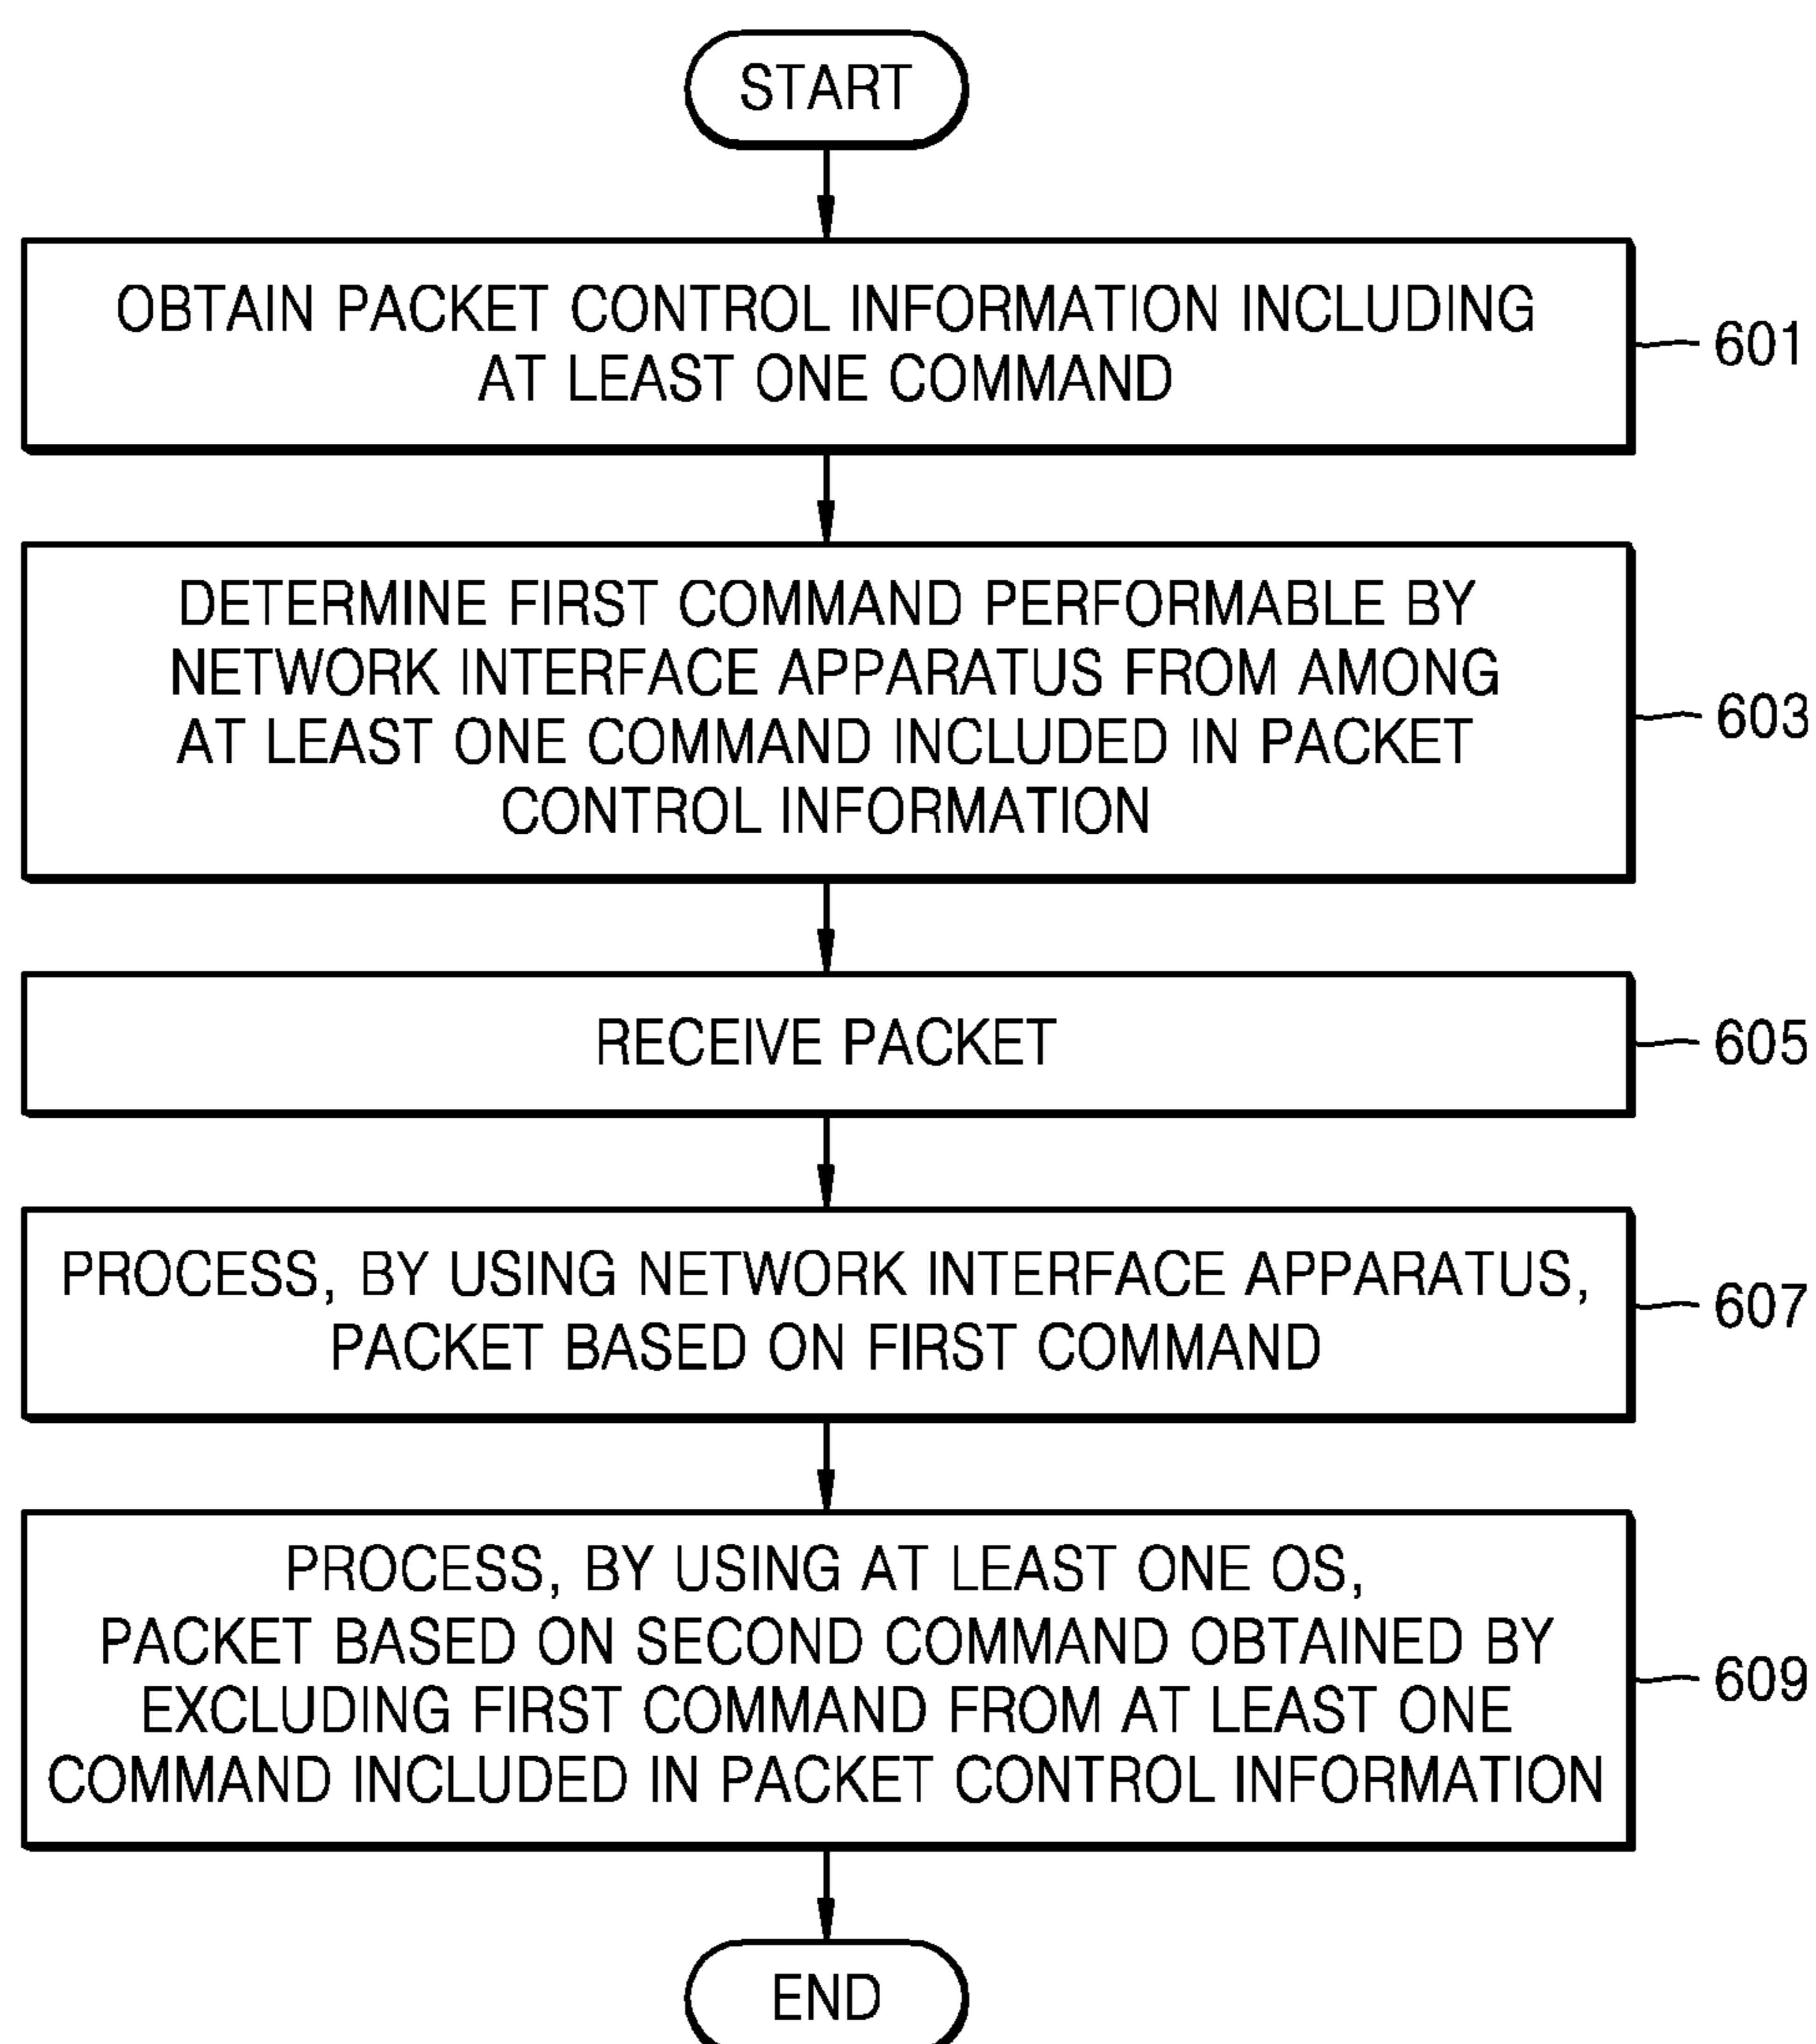 START
OBTAIN PACKET CONTROL INFORMATION INCLUDING
AT LEAST ONE COMMAND
601
DETERMINE FIRST COMMAND PERFORMABLE BY
NETWORK INTERFACE APPARATUS FROM AMONG
AT LEAST ONE COMMAND INCLUDED IN PACKET
CONTROL INFORMATION
603
RECEIVE PACKET
605
PROCESS, BY USING NETWORK INTERFACE APPARATUS,
PACKET BASED ON FIRST COMMAND
607
PROCESS, BY USING AT LEAST ONE OS,
PACKET BASED ON SECOND COMMAND OBTAINED BY
EXCLUDING FIRST COMMAND FROM AT LEAST ONE
COMMAND INCLUDED IN PACKET CONTROL INFORMATION
609
END